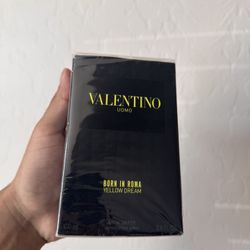 VALENTINO
UOMO
BORN IN ROMA
YELLOW DREAM